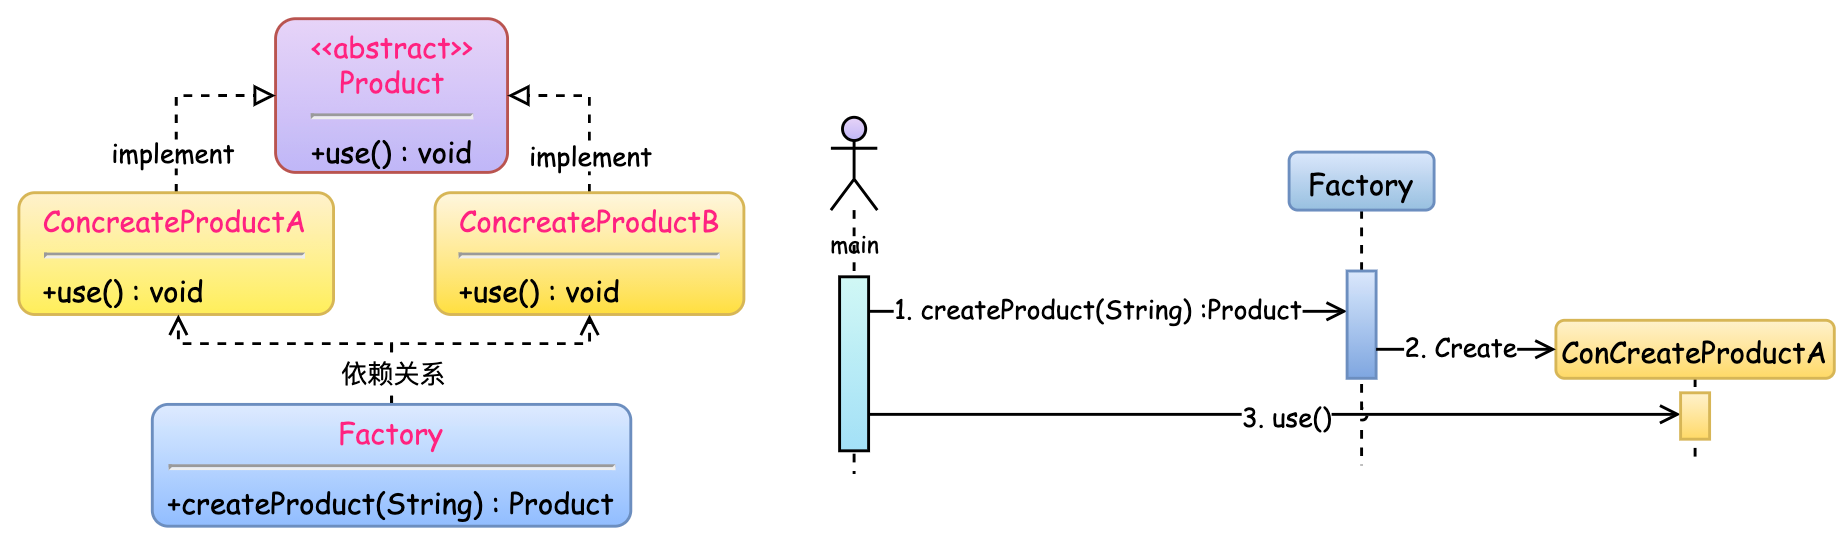 <<abstract>>
Product
+use() : void
implement
implement
ConcreateProductA
+use() : void
ConcreateProductB
+use() : void
依赖关系
Factory
+createProduct(String) : Product
main
Factory
1. createProduct(String) :Product
2. Create
ConCreateProductA
3. use()